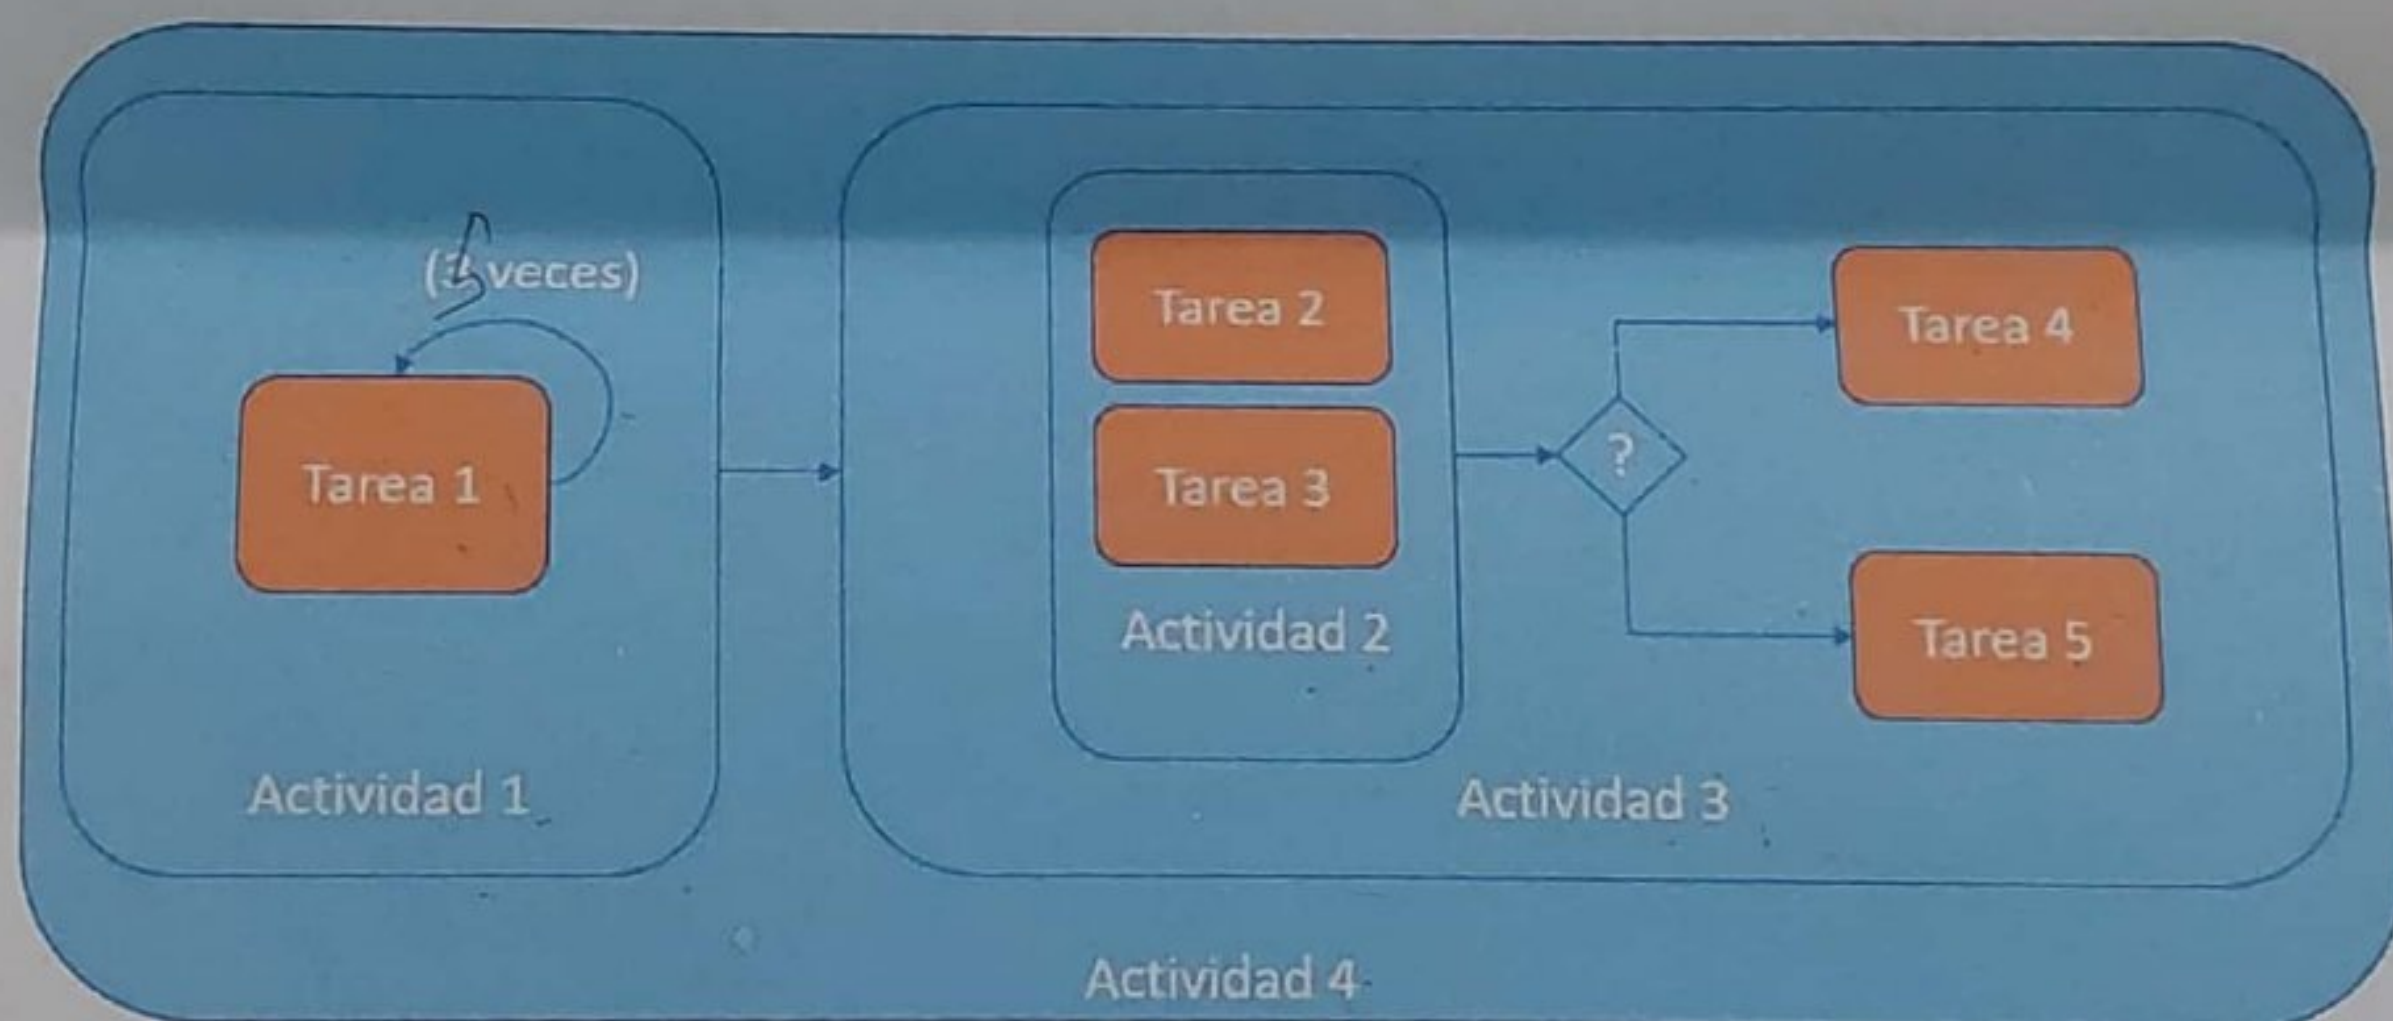 (5 veces)
Tarea 1
Actividad 1
Tarea 2
Tarea 3
Actividad 2
?
Tarea 4
Tarea 5
Actividad 3
Actividad 4